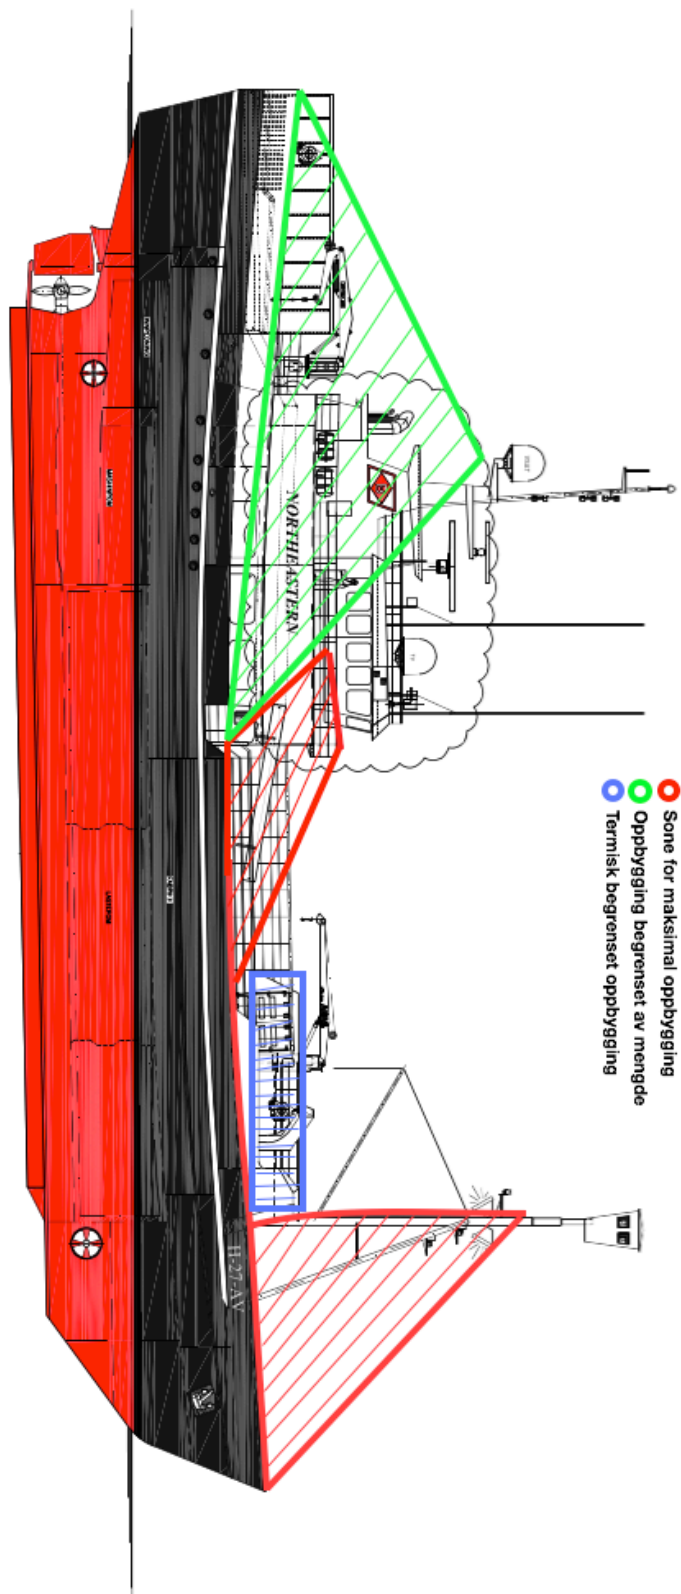 Sone for maksimal oppbygging
Oppbygging begrenset av mengde
Termisk begrenset oppbygging
NORTHEASTERN
H-27-AV